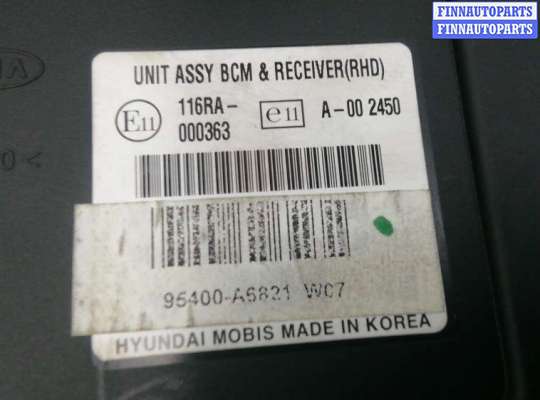 FINNAUTOPARTS
FINNAUTOPARTS
UNIT ASSY BCM & RECEIVER(RHD)
E11 116RA-000363 e11 A-00 2450
95400-A6821 W07
HYUNDAI MOBIS MADE IN KOREA